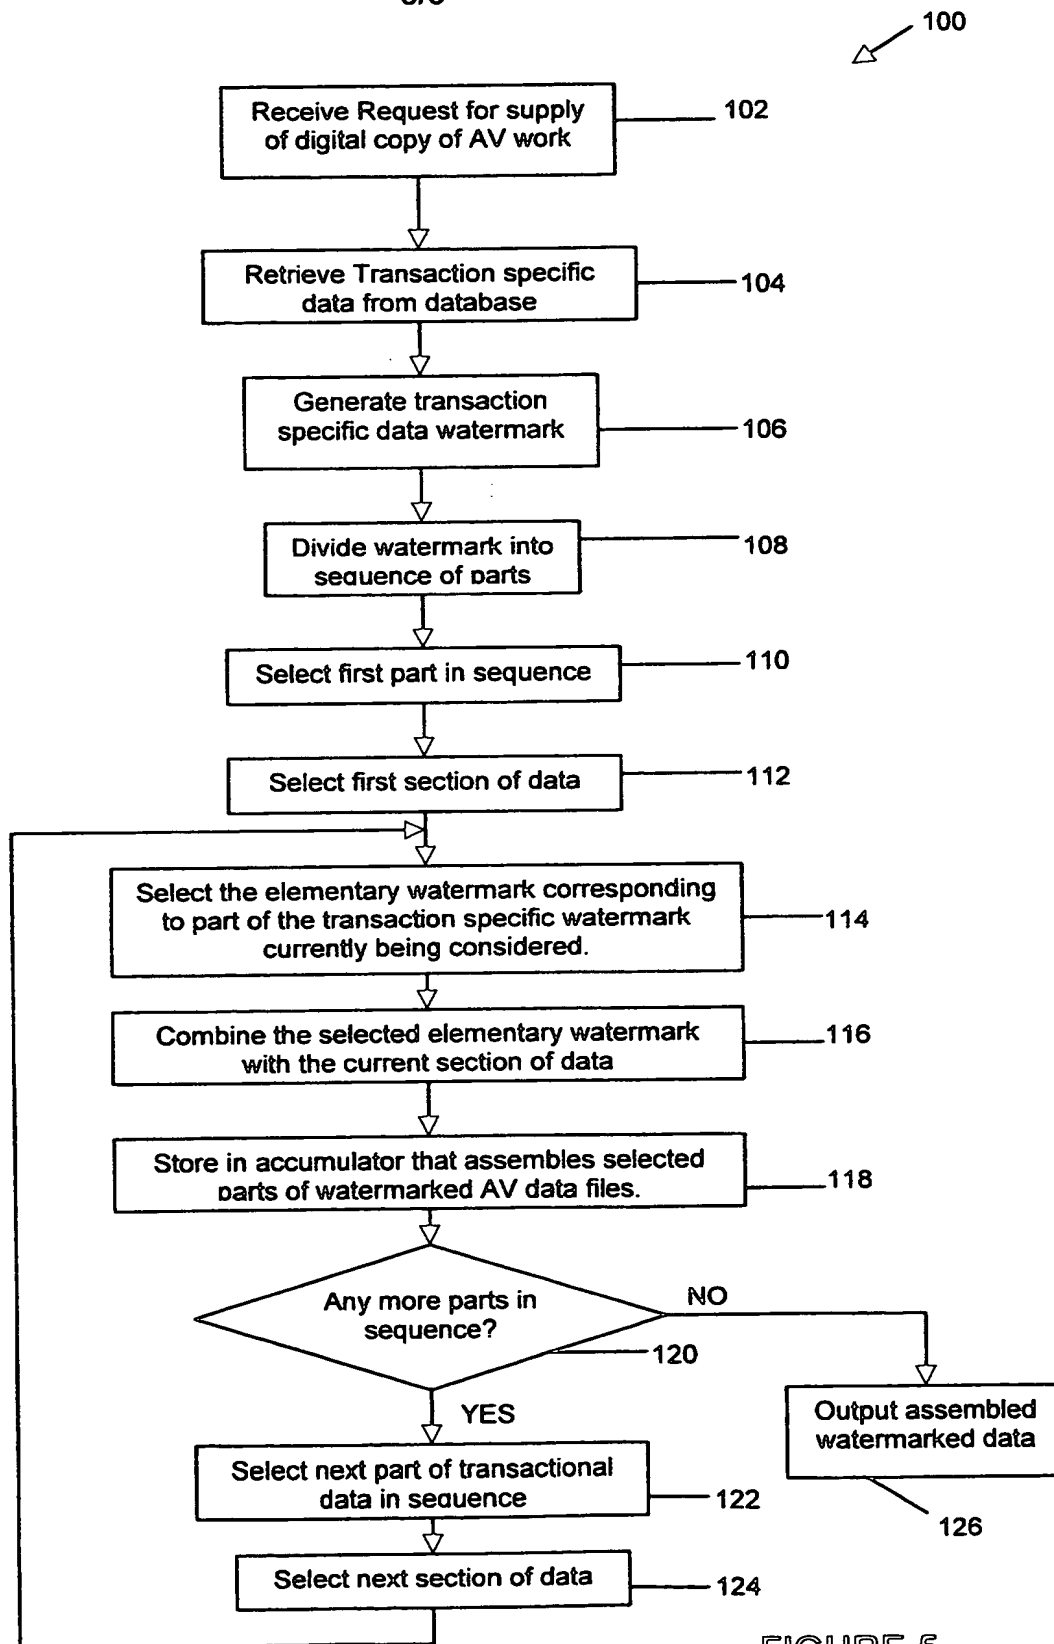 100
Receive Request for supply
of digital copy of AV work
102
Retrieve Transaction specific
data from database
104
Generate transaction
specific data watermark
106
Divide watermark into
sequence of parts
108
Select first part in sequence
110
Select first section of data
112
Select the elementary watermark corresponding
to part of the transaction specific watermark
currently being considered.
114
Combine the selected elementary watermark
with the current section of data
116
Store in accumulator that assembles selected
parts of watermarked AV data files.
118
Any more parts in
sequence?
NO
120
YES
Output assembled
watermarked data
126
Select next part of transactional
data in sequence
122
Select next section of data
124
FIGURE